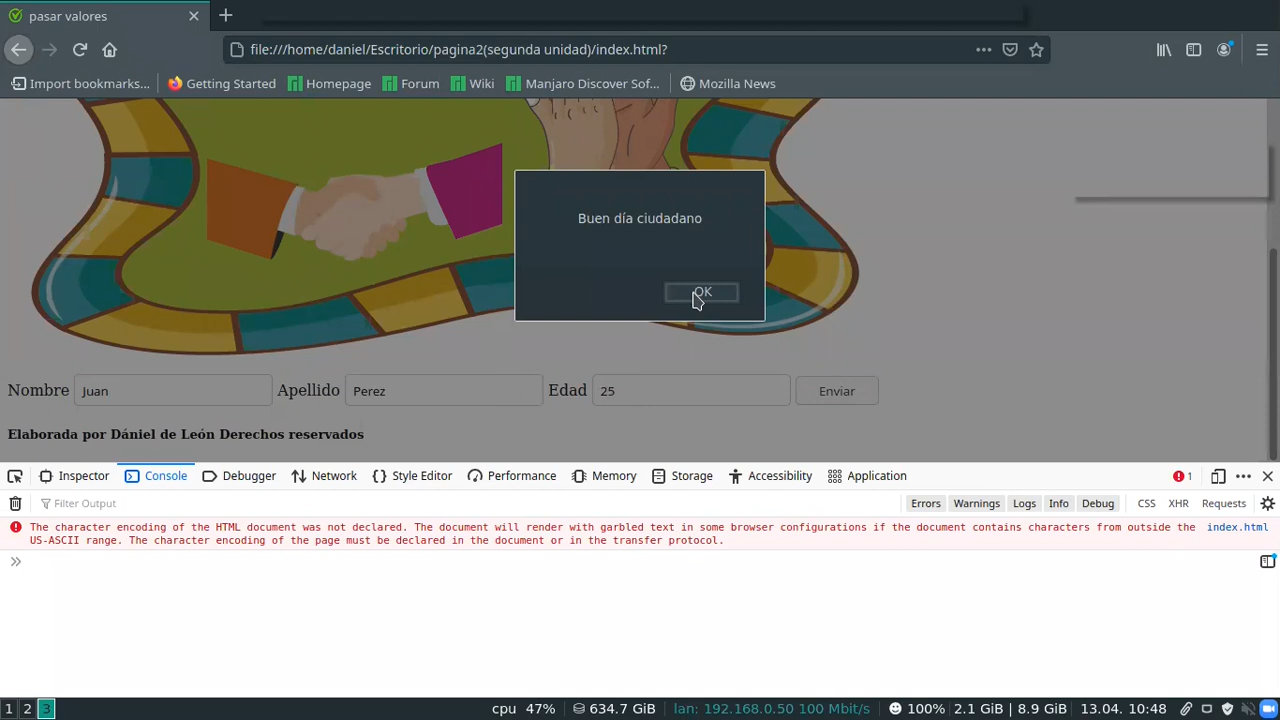 pasar valores
file:///home/daniel/Escritorio/pagina2(segunda unidad)/index.html?
Import bookmarks... Getting Started Homepage Forum Wiki Manjaro Discover Sof... Mozilla News
Buen día ciudadano
OK
Nombre Juan Apellido Perez Edad 25 Enviar
Elaborada por Dániel de León Derechos reservados
Inspector Console Debugger Network Style Editor Performance Memory Storage Accessibility Application 1
Filter Output Errors Warnings Logs Info Debug CSS XHR Requests
The character encoding of the HTML document was not declared. The document will render with garbled text in some browser configurations if the document contains characters from outside the index.html
US-ASCII range. The character encoding of the page must be declared in the document or in the transfer protocol.
1 2 3 cpu 47% 634.7 GiB lan: 192.168.0.50 100 Mbit/s 100% 2.1 GiB | 8.9 GiB 13.04. 10:48